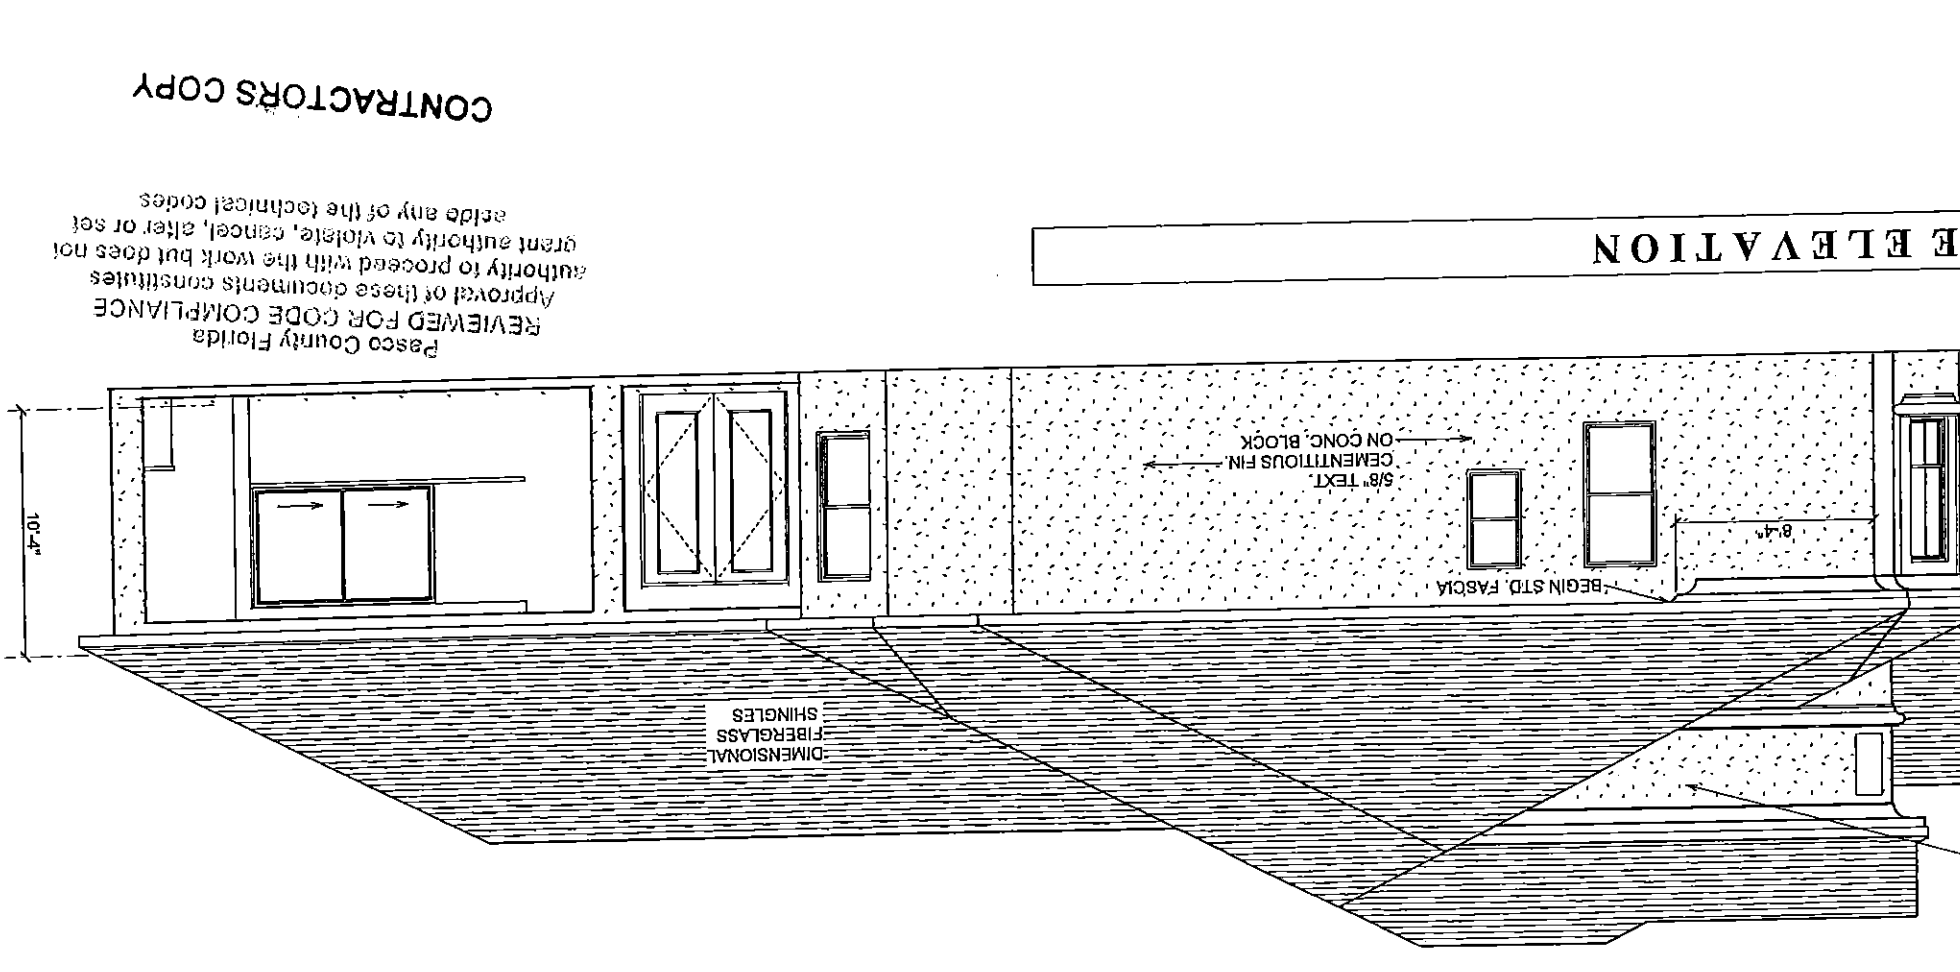 DIMENSIONAL
FIBERGLASS
SHINGLES
BEGIN STD. FASCIA
8'-4"
10'-4"
5/8" TEXT.
CEMENTITIOUS FIN.
ON CONC. BLOCK
E ELEVATION
Pasco County Florida
REVIEWED FOR CODE COMPLIANCE
Approval of these documents constitutes
authority to proceed with the work but does not
grant authority to violate, cancel, alter or set
aside any of the technical codes
CONTRACTORS COPY